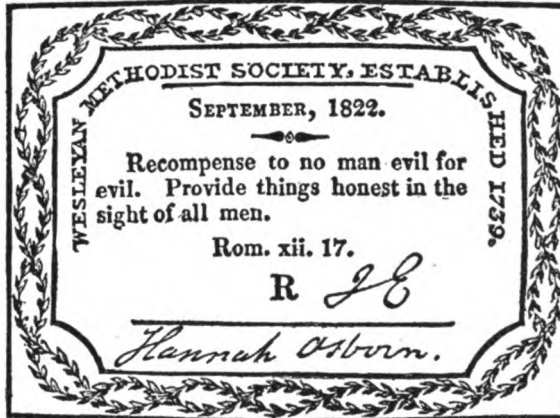 WESLEYAN METHODIST SOCIETY, ESTABLISHED 1739.
SEPTEMBER, 1822.
Recompense to no man evil for
evil. Provide things honest in the
sight of all men.
Rom. xii. 17.
R J E
Hannah Osborn.